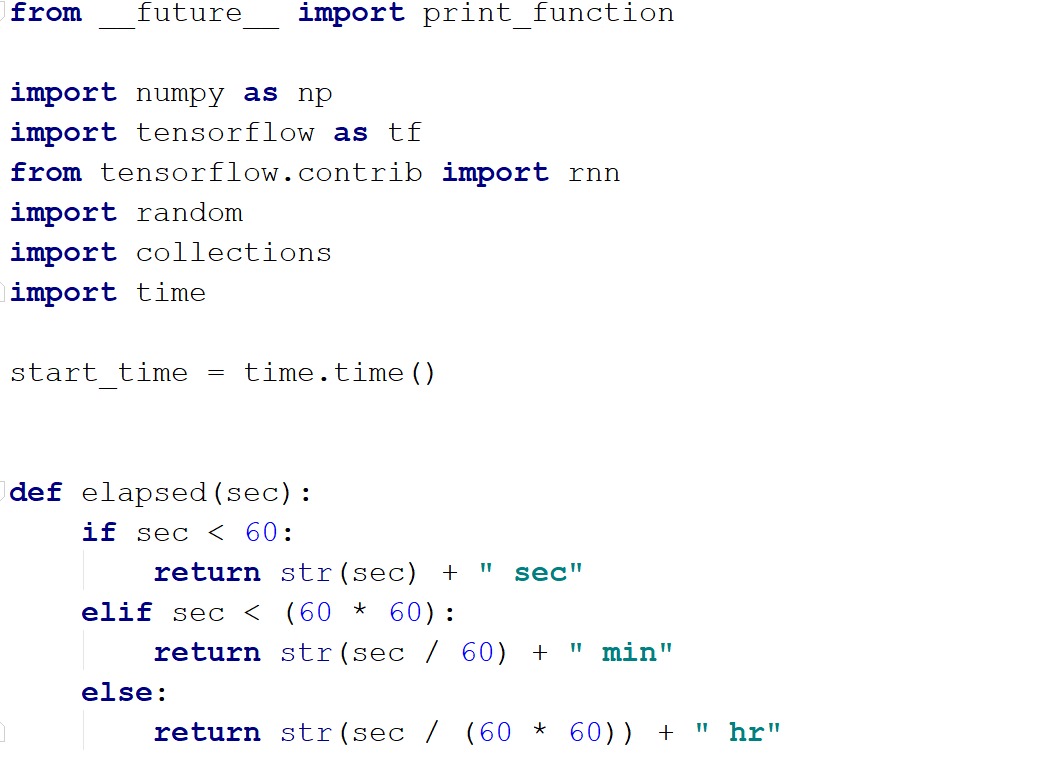 from __future__ import print_function
import numpy as np
import tensorflow as tf
from tensorflow.contrib import rnn
import random
import collections
import time
start_time = time.time()
def elapsed(sec):
    if sec < 60:
        return str(sec) + " sec"
    elif sec < (60 * 60):
        return str(sec / 60) + " min"
    else:
        return str(sec / (60 * 60)) + " hr"